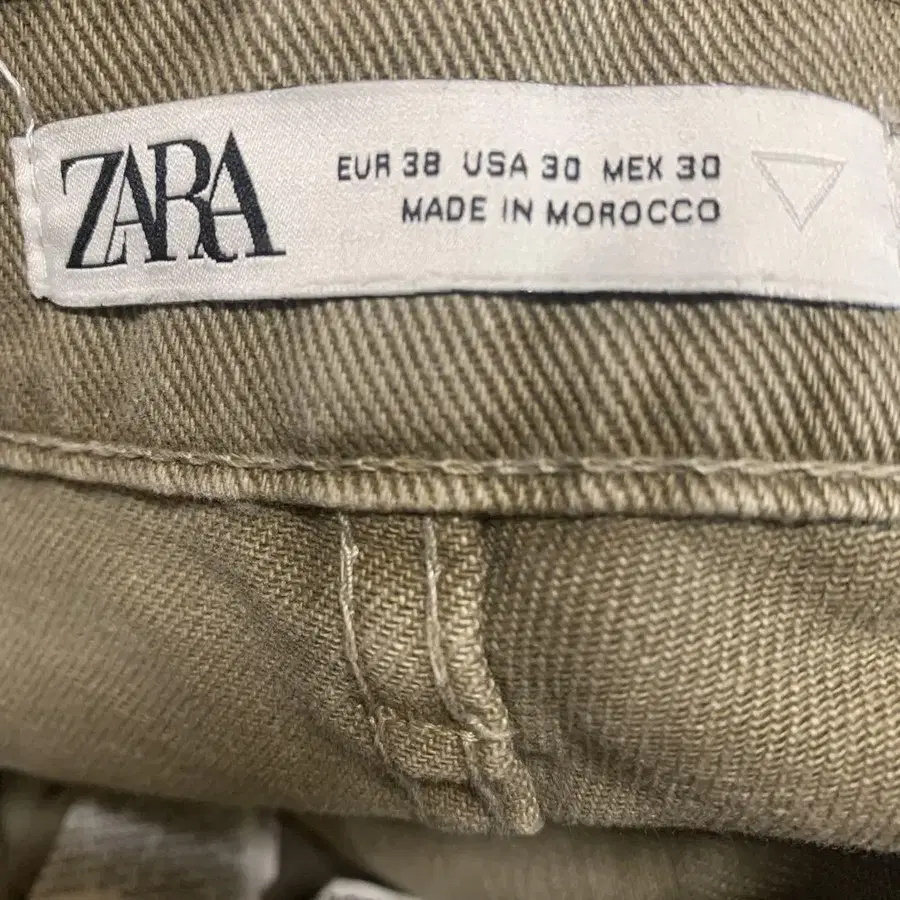 ZARA
EUR 38 USA 30 MEX 30
MADE IN MOROCCO